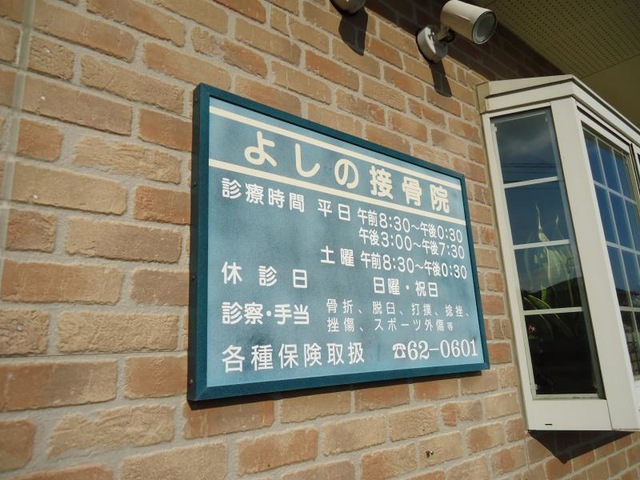 よしの接骨院
診療時間 平日 午前8:30〜午後0:30
午後3:00〜午後7:30
土曜 午前8:30〜午後0:30
休診日 日曜・祝日
診察・手当 骨折、脱臼、打撲、捻挫、
挫傷、スポーツ外傷等
各種保険取扱 ☎62-0601